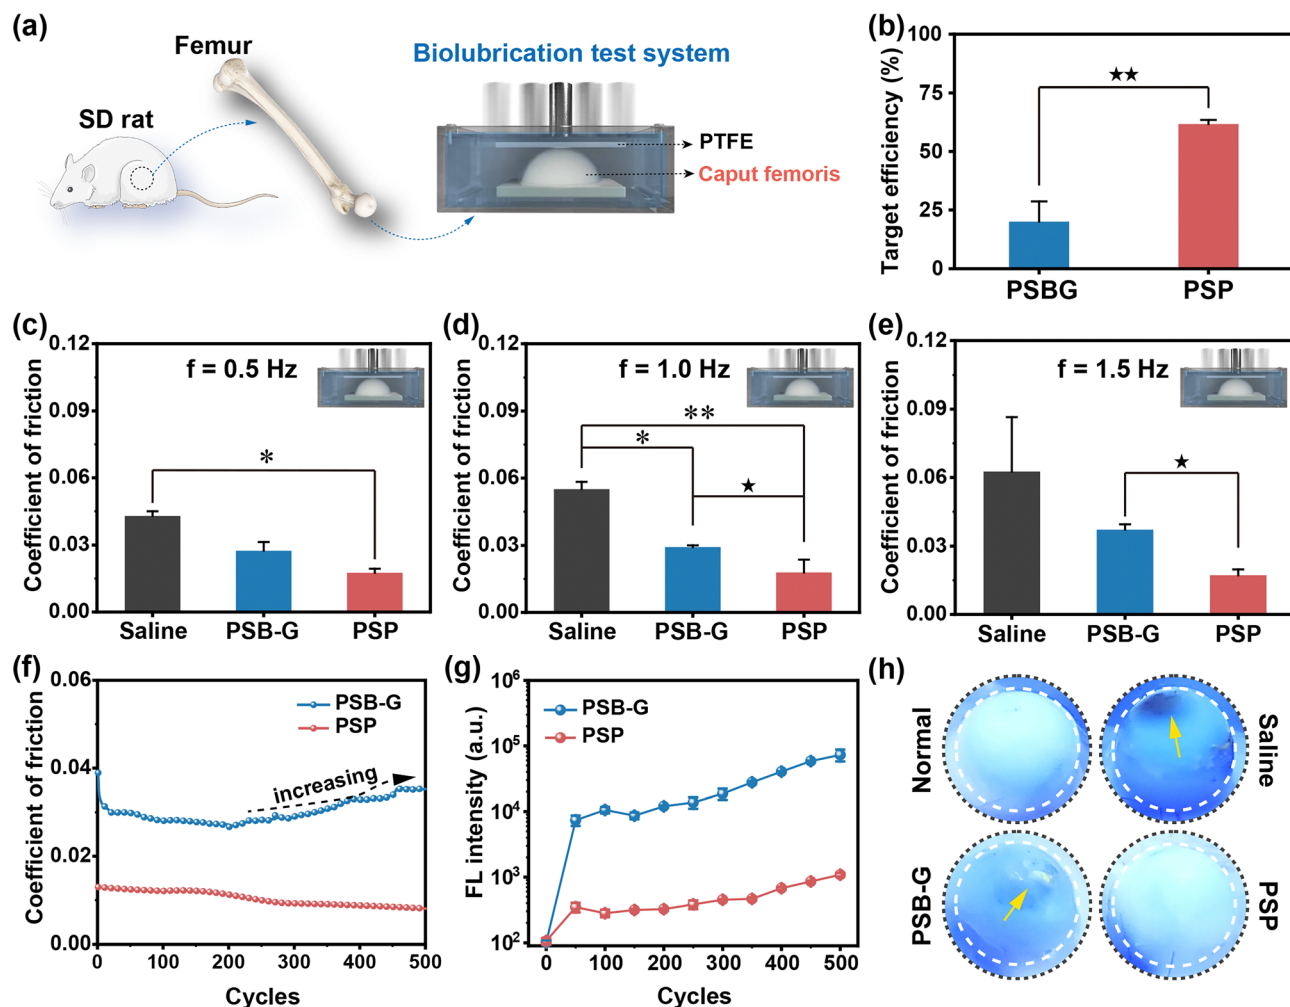 (a)
Femur
SD rat
Biolubrication test system
PTFE
Caput femoris
(b)
Target efficiency (%)
100
75
50
25
0
★★
PSBG
PSP
(c)
Coefficient of friction
0.12
0.09
0.06
0.03
0.00
f = 0.5 Hz
*
Saline
PSB-G
PSP
(d)
Coefficient of friction
0.12
0.09
0.06
0.03
0.00
f = 1.0 Hz
**
*
★
Saline
PSB-G
PSP
(e)
Coefficient of friction
0.12
0.09
0.06
0.03
0.00
f = 1.5 Hz
★
Saline
PSB-G
PSP
(f)
Coefficient of friction
0.06
0.04
0.02
0.00
PSB-G
PSP
increasing
0
100
200
300
400
500
Cycles
(g)
FL intensity (a.u.)
10⁶
10⁵
10⁴
10³
10²
PSB-G
PSP
0
100
200
300
400
500
Cycles
(h)
Normal
Saline
PSB-G
PSP